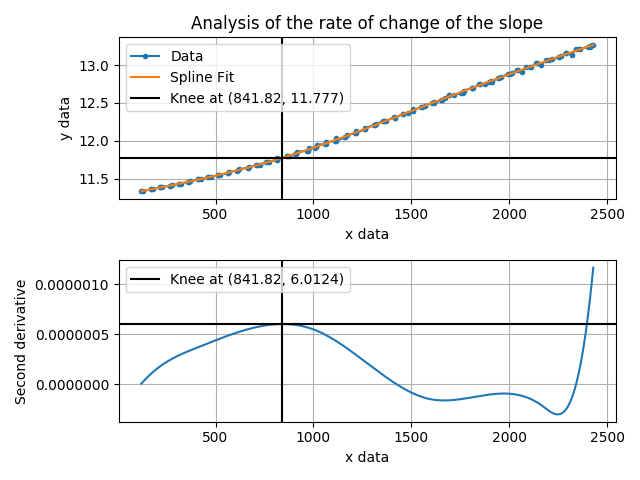 Analysis of the rate of change of the slope
Data
Spline Fit
Knee at (841.82, 11.777)
13.0
12.5
12.0
11.5
y data
500
1000
1500
2000
2500
x data
Knee at (841.82, 6.0124)
0.0000010
0.0000005
0.0000000
Second derivative
500
1000
1500
2000
2500
x data